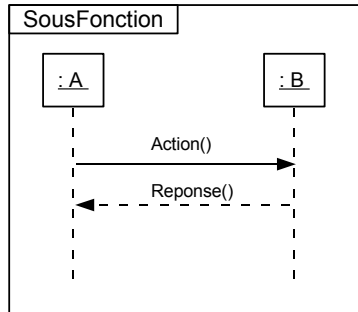 SousFonction
: A
: B
Action()
Reponse()